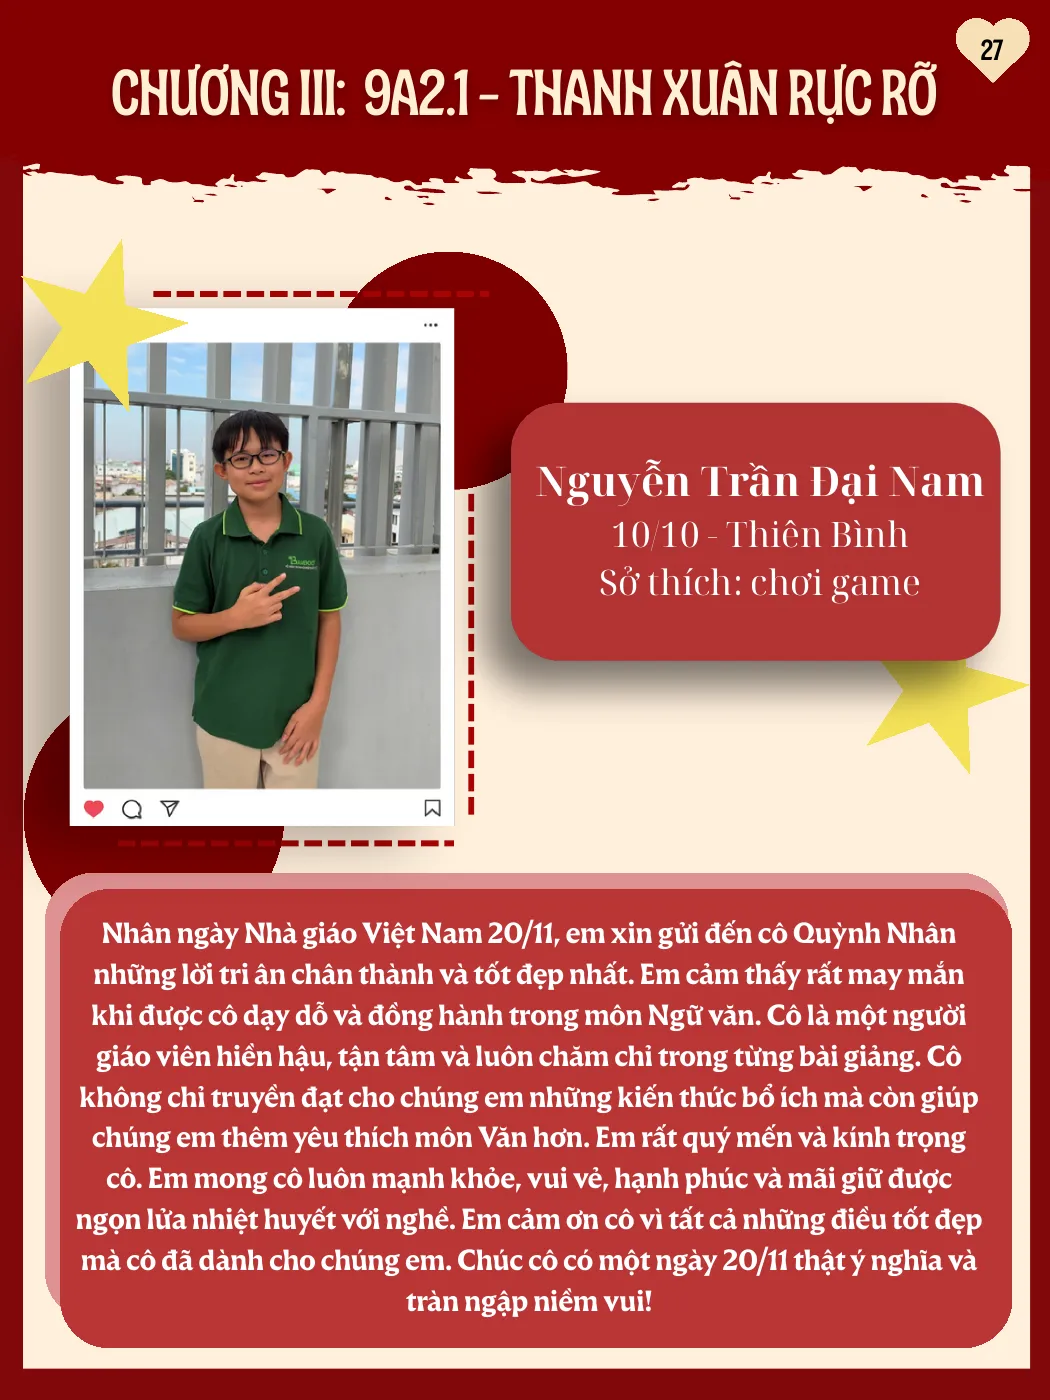 27
CHƯƠNG III: 9A2.1 - THANH XUÂN RỰC RỠ
Nguyễn Trần Đại Nam
10/10 - Thiên Bình
Sở thích: chơi game
Nhân ngày Nhà giáo Việt Nam 20/11, em xin gửi đến cô Quỳnh Nhân
những lời tri ân chân thành và tốt đẹp nhất. Em cảm thấy rất may mắn
khi được cô dạy dỗ và đồng hành trong môn Ngữ văn. Cô là một người
giáo viên hiền hậu, tận tâm và luôn chăm chỉ trong từng bài giảng. Cô
không chỉ truyền đạt cho chúng em những kiến thức bổ ích mà còn giúp
chúng em thêm yêu thích môn Văn hơn. Em rất quý mến và kính trọng
cô. Em mong cô luôn mạnh khỏe, vui vẻ, hạnh phúc và mãi giữ được
ngọn lửa nhiệt huyết với nghề. Em cảm ơn cô vì tất cả những điều tốt đẹp
mà cô đã dành cho chúng em. Chúc cô có một ngày 20/11 thật ý nghĩa và
tràn ngập niềm vui!